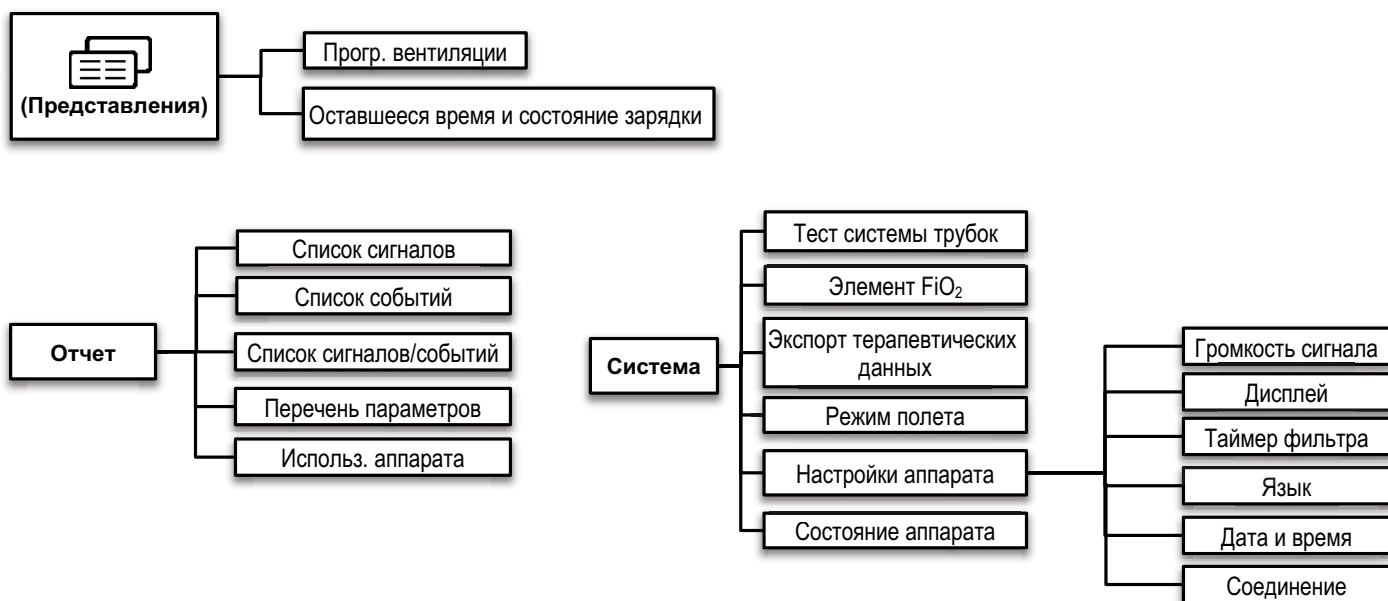 (Представления)
Прогр. вентиляции
Оставшееся время и состояние зарядки
Отчет
Список сигналов
Список событий
Список сигналов/событий
Перечень параметров
Использ. аппарата
Система
Тест системы трубок
Элемент FiO₂
Экспорт терапевтических
данных
Режим полета
Настройки аппарата
Состояние аппарата
Громкость сигнала
Дисплей
Таймер фильтра
Язык
Дата и время
Соединение